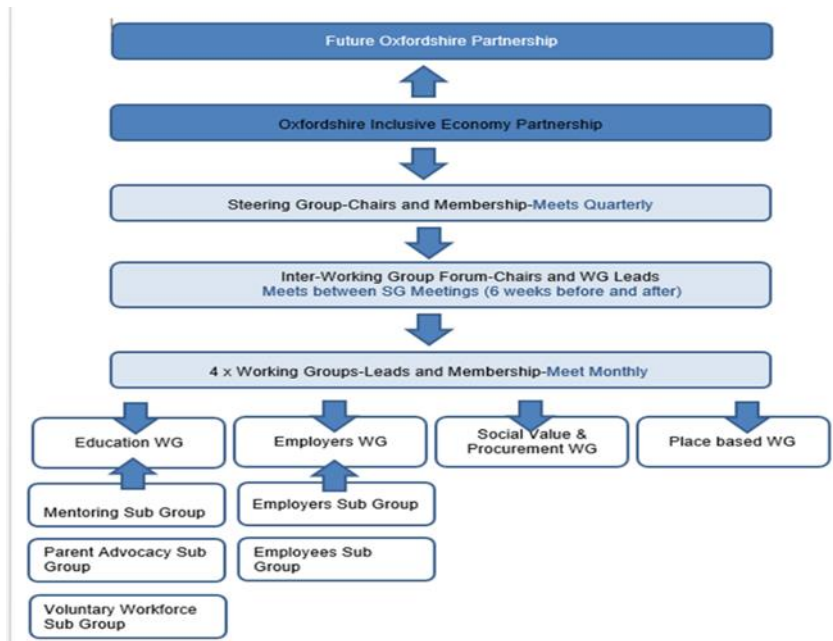 Future Oxfordshire Partnership
Oxfordshire Inclusive Economy Partnership
Steering Group-Chairs and Membership-Meets Quarterly
Inter-Working Group Forum-Chairs and WG Leads
Meets between SG Meetings (6 weeks before and after)
4 x Working Groups-Leads and Membership-Meet Monthly
Education WG
Employers WG
Social Value &
Procurement WG
Place based WG
Mentoring Sub Group
Employers Sub Group
Parent Advocacy Sub
Group
Employees Sub
Group
Voluntary Workforce
Sub Group